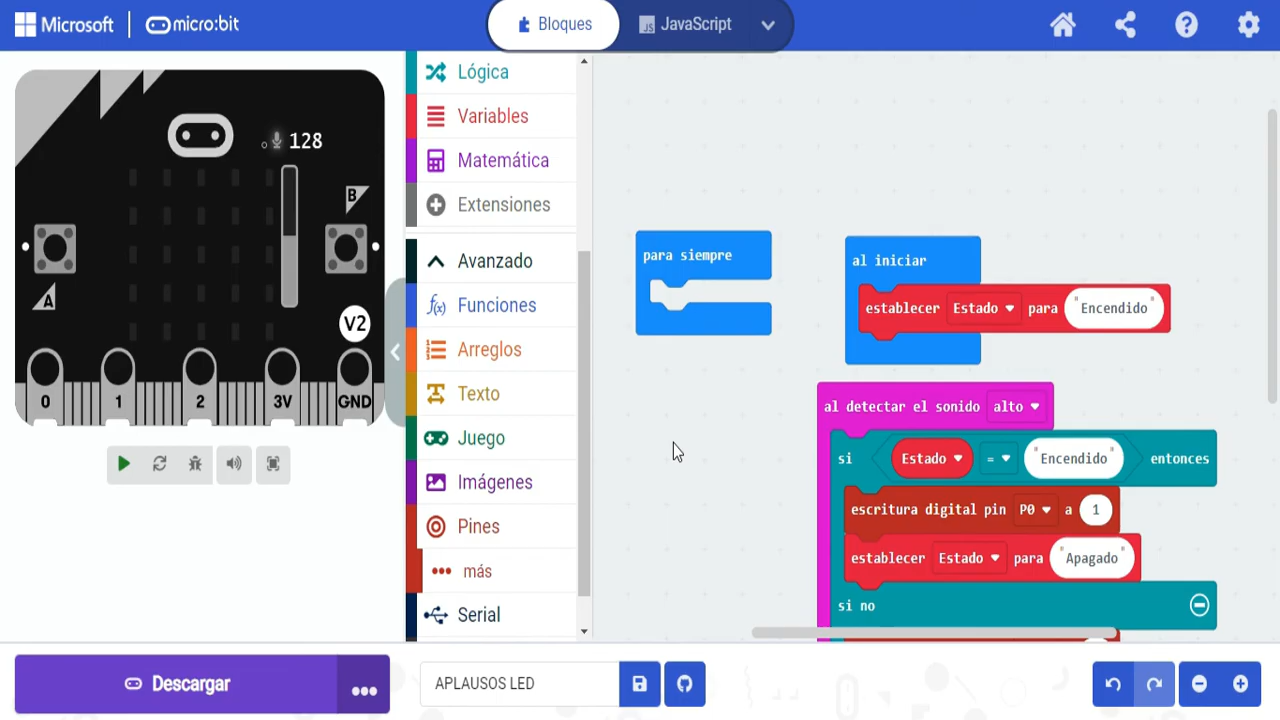 Microsoft micro:bit
Bloques
JavaScript
128
B
A
V2
0 1 2 3V GND
Lógica
Variables
Matemática
Extensiones
Avanzado
Funciones
Arreglos
Texto
Juego
Imágenes
Pines
más
Serial
para siempre
al iniciar
establecer Estado para "Encendido"
al detectar el sonido alto
si Estado = "Encendido" entonces
escritura digital pin P0 a 1
establecer Estado para "Apagado"
si no
Descargar
APLAUSOS LED